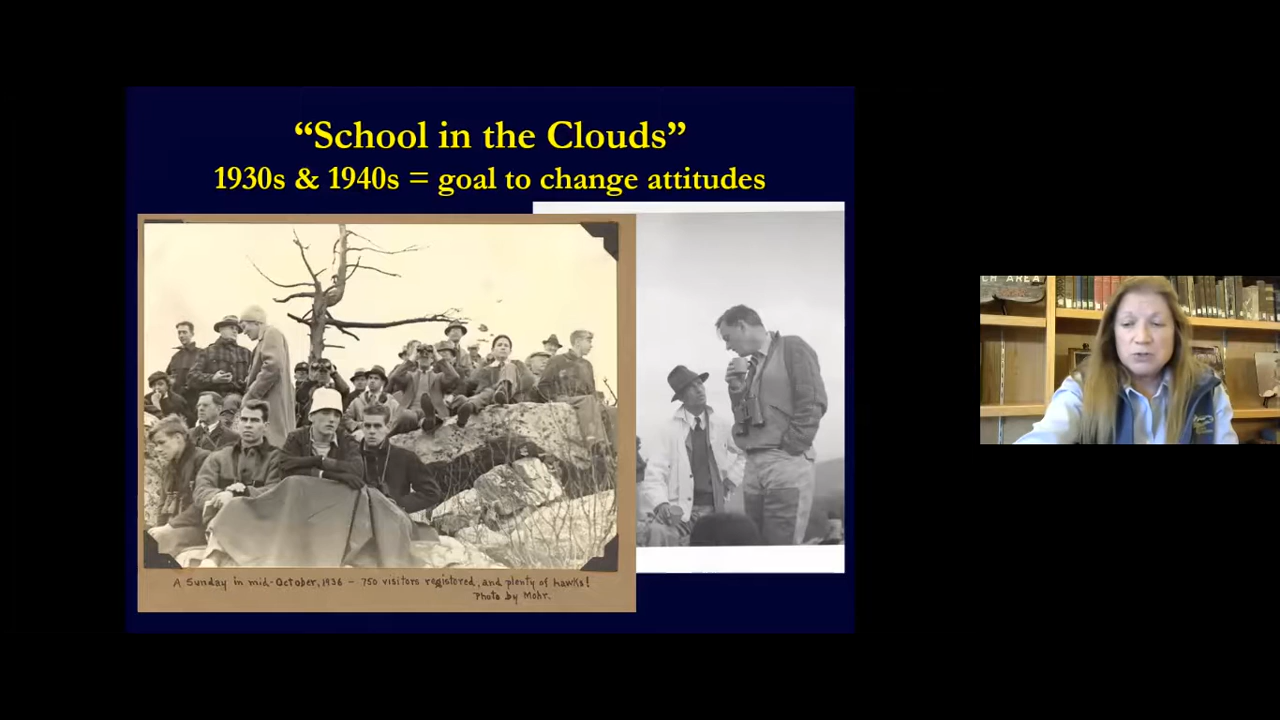 “School in the Clouds”
1930s & 1940s = goal to change attitudes
A Sunday in mid-October, 1936 – 750 visitors registered, and plenty of hawks!
Photo by Mohr.
AREA